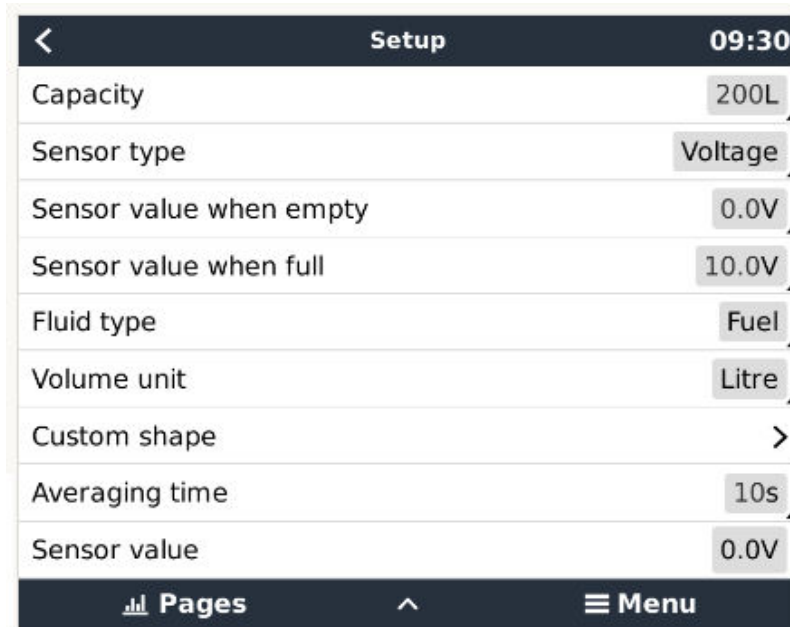 Setup 09:30
Capacity 200L
Sensor type Voltage
Sensor value when empty 0.0V
Sensor value when full 10.0V
Fluid type Fuel
Volume unit Litre
Custom shape
Averaging time 10s
Sensor value 0.0V
Pages Menu